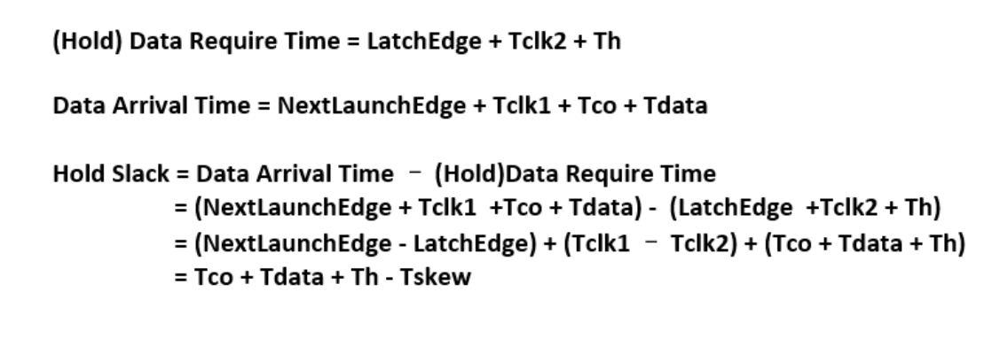 (Hold) Data Require Time = LatchEdge + Tclk2 + Th
Data Arrival Time = NextLaunchEdge + Tclk1 + Tco + Tdata
Hold Slack = Data Arrival Time － (Hold)Data Require Time
= (NextLaunchEdge + Tclk1 +Tco + Tdata) - (LatchEdge +Tclk2 + Th)
= (NextLaunchEdge - LatchEdge) + (Tclk1 － Tclk2) + (Tco + Tdata + Th)
= Tco + Tdata + Th - Tskew